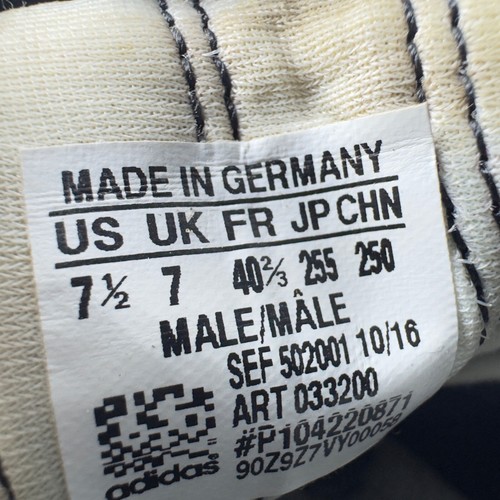 MADE IN GERMANY
US UK FR JP CHN
7½ 7 40⅔ 255 250
MALE/MÂLE
SEF 502001 10/16
ART 033200
#P104220871
90Z9Z7VY00058
adidas